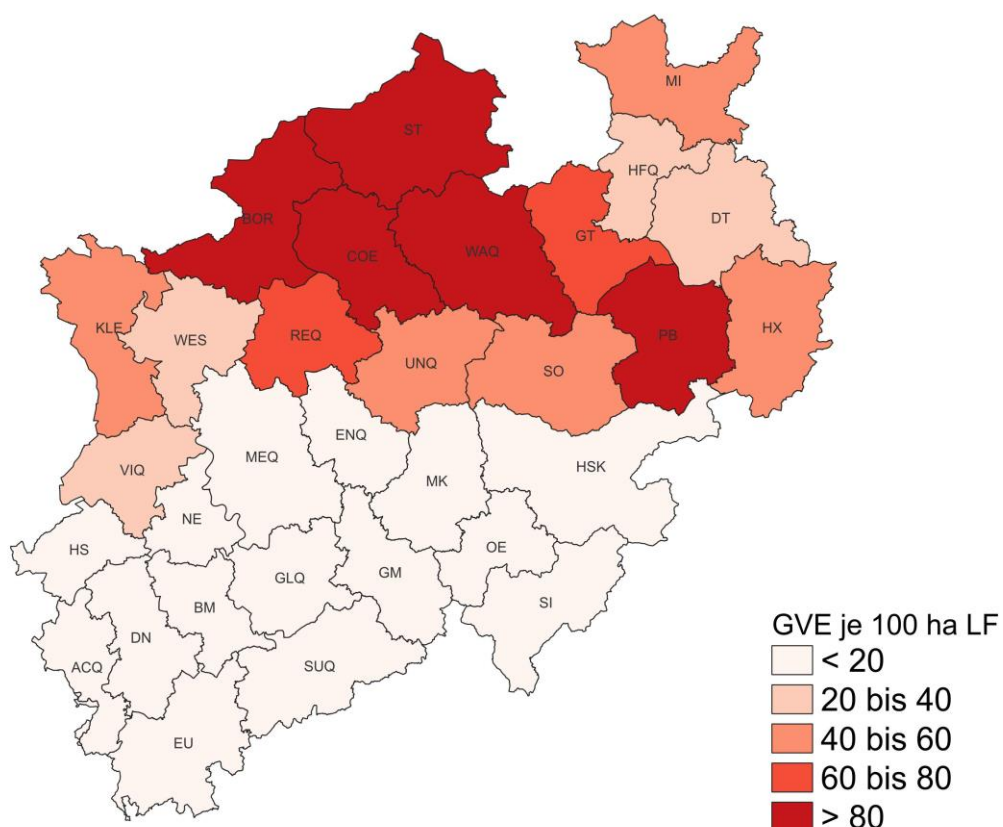 MI
ST
HFQ
BOR
DT
GT
COE
WAQ
KLE
WES
REQ
PB
HX
UNQ
SO
ENQ
MEQ
VIQ
HSK
MK
NE
HS
OE
GLQ
GM
BM
SI
DN
ACQ
SUQ
EU
GVE je 100 ha LF
< 20
20 bis 40
40 bis 60
60 bis 80
> 80